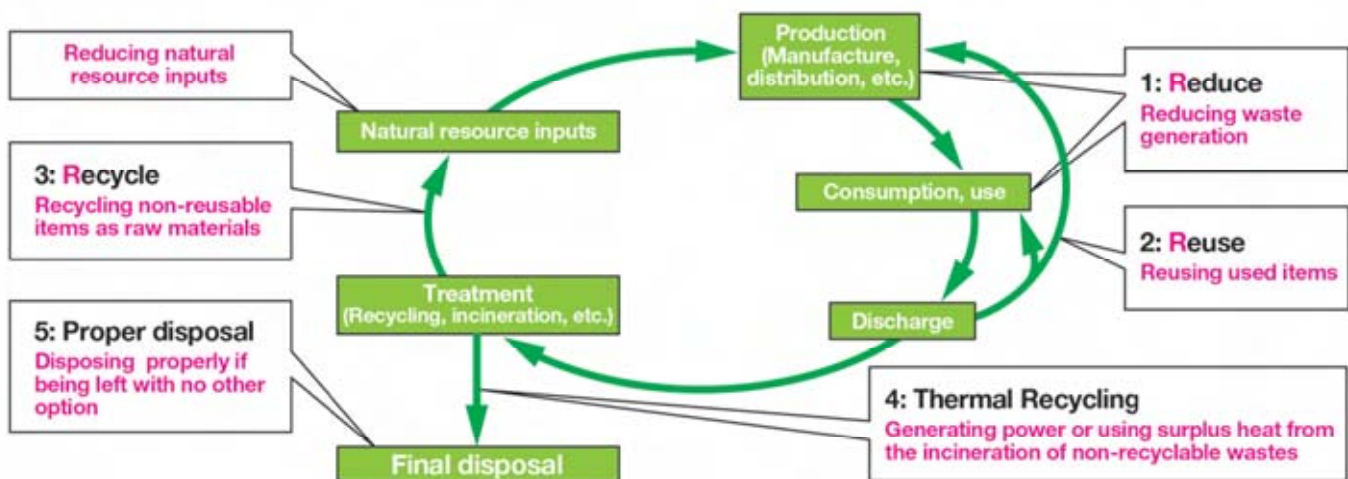 Reducing natural
resource inputs
Production
(Manufacture,
distribution, etc.)
1: Reduce
Reducing waste
generation
Natural resource inputs
3: Recycle
Recycling non-reusable
items as raw materials
Consumption, use
2: Reuse
Reusing used items
Treatment
(Recycling, incineration, etc.)
Discharge
5: Proper disposal
Disposing properly if
being left with no other
option
4: Thermal Recycling
Generating power or using surplus heat from
the incineration of non-recyclable wastes
Final disposal